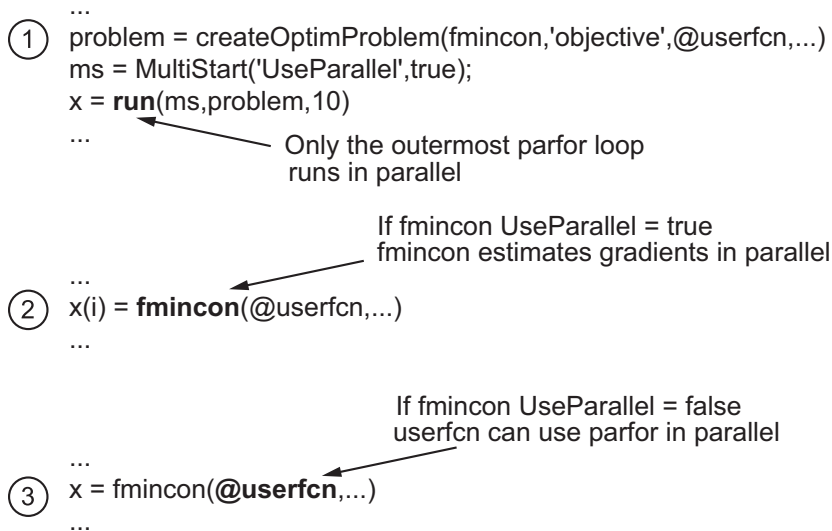 ...
1 problem = createOptimProblem(fmincon,'objective',@userfcn,...)
ms = MultiStart('UseParallel',true);
x = run(ms,problem,10)
...
Only the outermost parfor loop
runs in parallel
If fmincon UseParallel = true
fmincon estimates gradients in parallel
...
2 x(i) = fmincon(@userfcn,...)
...
If fmincon UseParallel = false
userfcn can use parfor in parallel
...
3 x = fmincon(@userfcn,...)
...